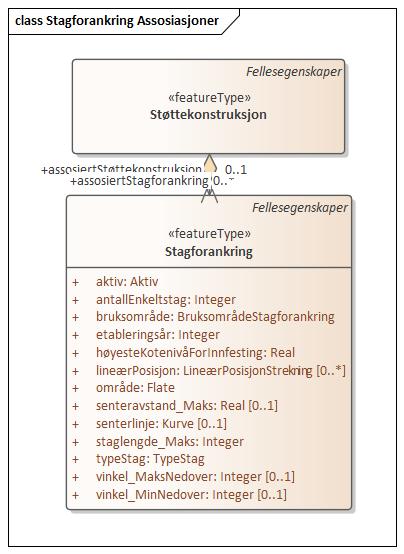 class Stagforankring Assosiasjoner
Fellesegenskaper
«featureType»
Støttekonstruksjon
+assosiertStøttekonstruksjon 0..1
+assosiertStagforankring 0..*
Fellesegenskaper
«featureType»
Stagforankring
+ aktiv: Aktiv
+ antallEnkeltstag: Integer
+ bruksområde: BruksområdeStagforankring
+ etableringsår: Integer
+ høyesteKotenivåForInnfesting: Real
+ lineærPosisjon: LineærPosisjonStrekning [0..*]
+ område: Flate
+ senteravstand_Maks: Real [0..1]
+ senterlinje: Kurve [0..1]
+ staglengde_Maks: Integer
+ typeStag: TypeStag
+ vinkel_MaksNedover: Integer [0..1]
+ vinkel_MinNedover: Integer [0..1]